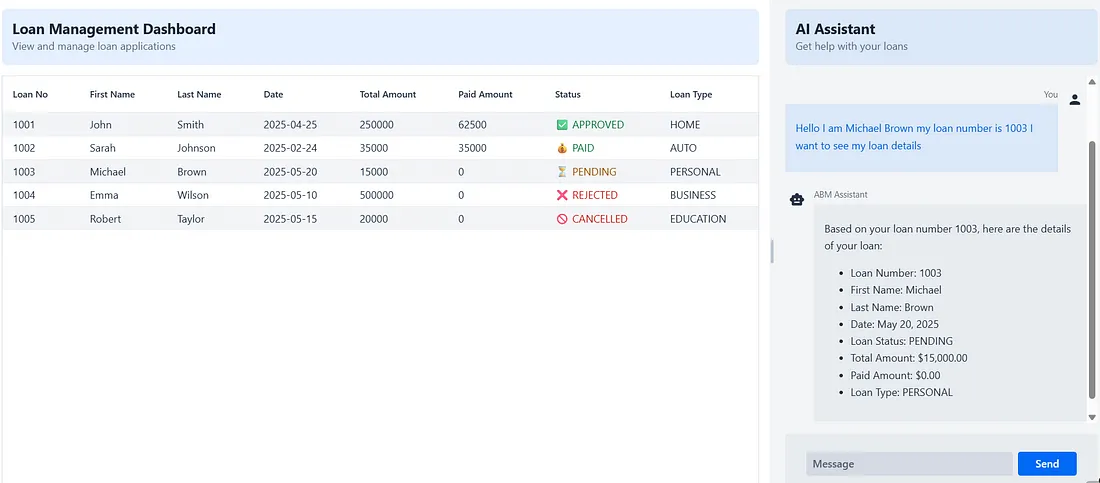 Loan Management Dashboard
View and manage loan applications
Loan No First Name Last Name Date Total Amount Paid Amount Status Loan Type
1001 John Smith 2025-04-25 250000 62500 ✅ APPROVED HOME
1002 Sarah Johnson 2025-02-24 35000 35000 💰 PAID AUTO
1003 Michael Brown 2025-05-20 15000 0 ⏳ PENDING PERSONAL
1004 Emma Wilson 2025-05-10 500000 0 ❌ REJECTED BUSINESS
1005 Robert Taylor 2025-05-15 20000 0 🚫 CANCELLED EDUCATION
AI Assistant
Get help with your loans
You
Hello I am Michael Brown my loan number is 1003 I
want to see my loan details
ABM Assistant
Based on your loan number 1003, here are the details
of your loan:
• Loan Number: 1003
• First Name: Michael
• Last Name: Brown
• Date: May 20, 2025
• Loan Status: PENDING
• Total Amount: $15,000.00
• Paid Amount: $0.00
• Loan Type: PERSONAL
Message
Send